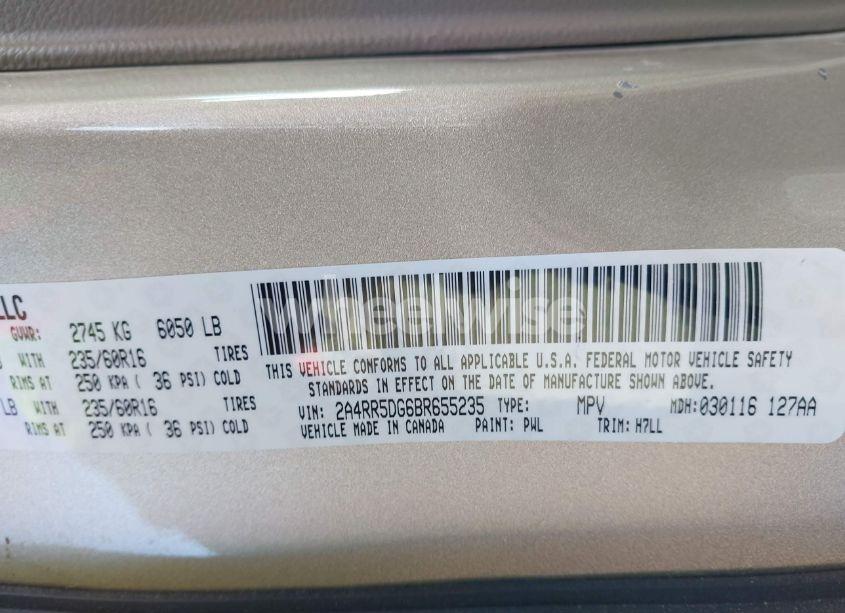 LLC
GVWR: 2745 KG 6050 LB
WITH 235/60R16 TIRES
RIMS AT 250 KPA ( 36 PSI) COLD
LB WITH 235/60R16 TIRES
RIMS AT 250 KPA ( 36 PSI) COLD
wheelwise
THIS VEHICLE CONFORMS TO ALL APPLICABLE U.S.A. FEDERAL MOTOR VEHICLE SAFETY
STANDARDS IN EFFECT ON THE DATE OF MANUFACTURE SHOWN ABOVE.
VIN: 2A4RR5DG6BR655235 TYPE: MPV MDH:030116 127AA
VEHICLE MADE IN CANADA PAINT: PWL TRIM: H7LL